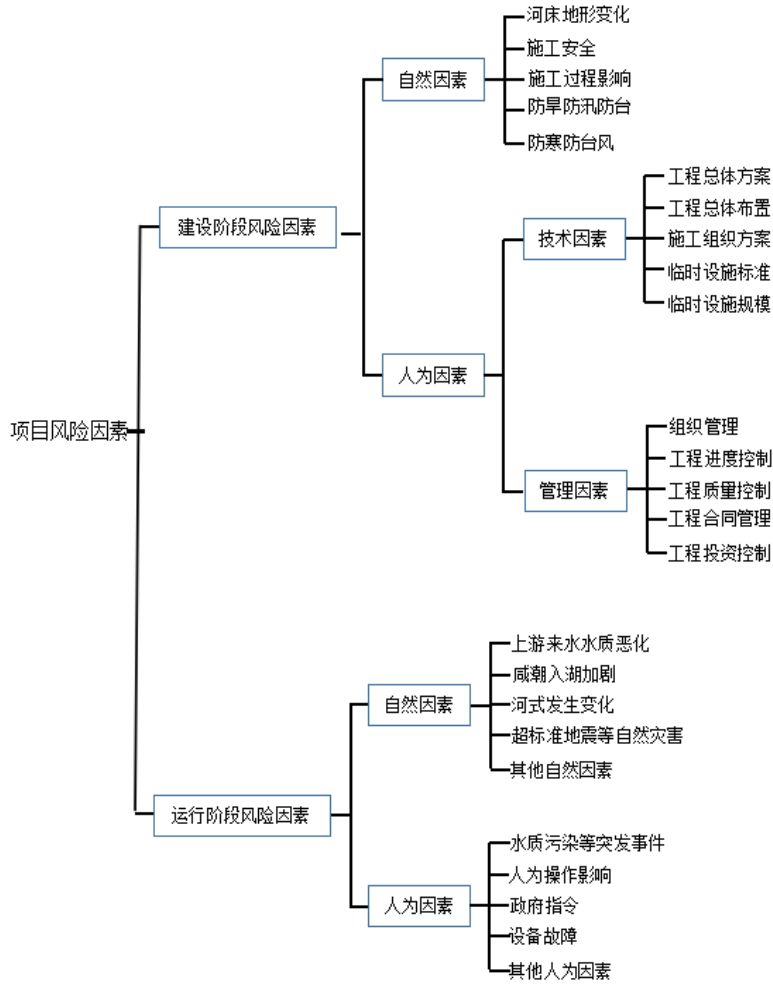 项目风险因素
建设阶段风险因素
自然因素
河床地形变化
施工安全
施工过程影响
防旱防汛防台
防寒防台风
人为因素
技术因素
工程总体方案
工程总体布置
施工组织方案
临时设施标准
临时设施规模
管理因素
组织管理
工程进度控制
工程质量控制
工程合同管理
工程投资控制
运行阶段风险因素
自然因素
上游来水水质恶化
咸潮入湖加剧
河式发生变化
超标准地震等自然灾害
其他自然因素
人为因素
水质污染等突发事件
人为操作影响
政府指令
设备故障
其他人为因素